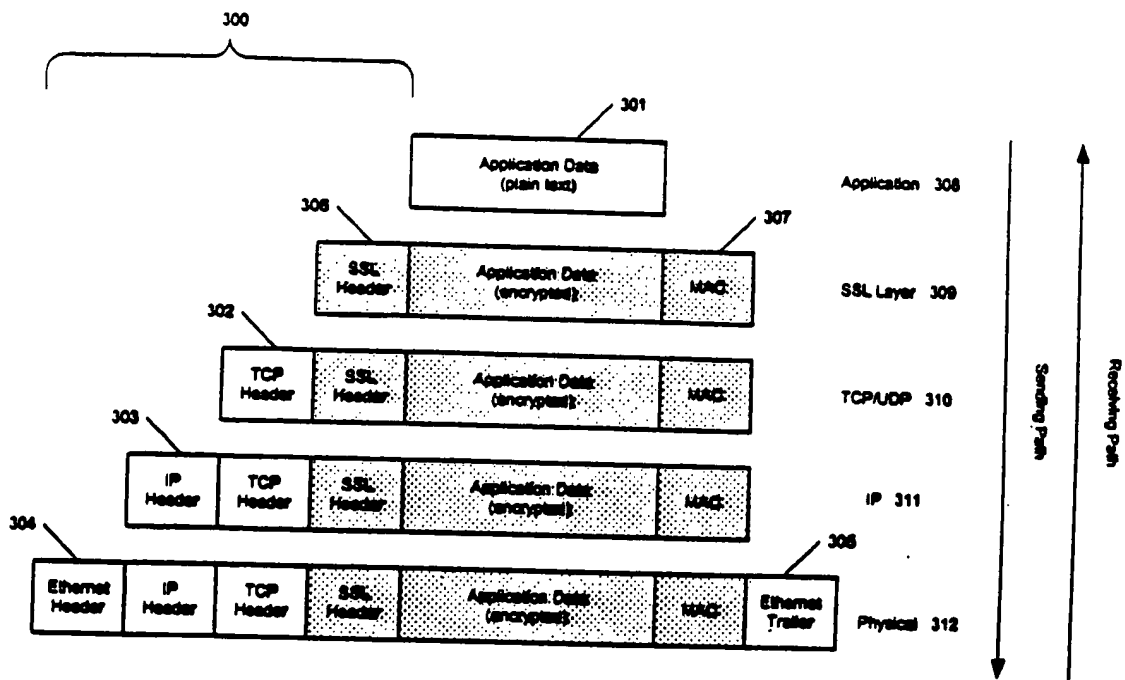 300
301
Application Data
(plain text)
Application 308
306
307
SSL
Header
Application Data
(encrypted)
MAC
SSL Layer 309
302
TCP
Header
SSL
Header
Application Data
(encrypted)
MAC
TCP/UDP 310
303
IP
Header
TCP
Header
SSL
Header
Application Data
(encrypted)
MAC
IP 311
304
305
Ethernet
Header
IP
Header
TCP
Header
SSL
Header
Application Data
(encrypted)
MAC
Ethernet
Trailer
Physical 312
Sending Path
Receiving Path